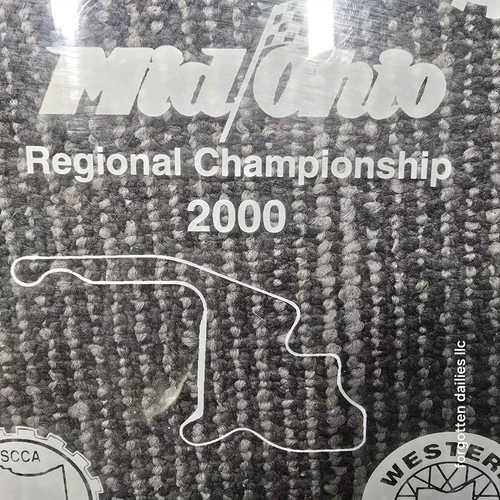 Mid/Ohio
Regional Championship
2000
SCCA
WESTER
forgotten dailies llc